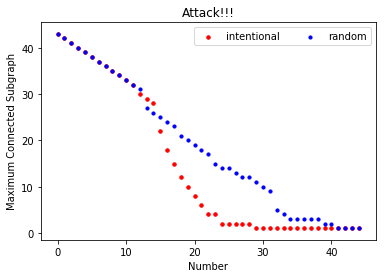 Attack!!!
intentional random
Maximum Connected Subgraph
40
30
20
10
0
0 10 20 30 40
Number